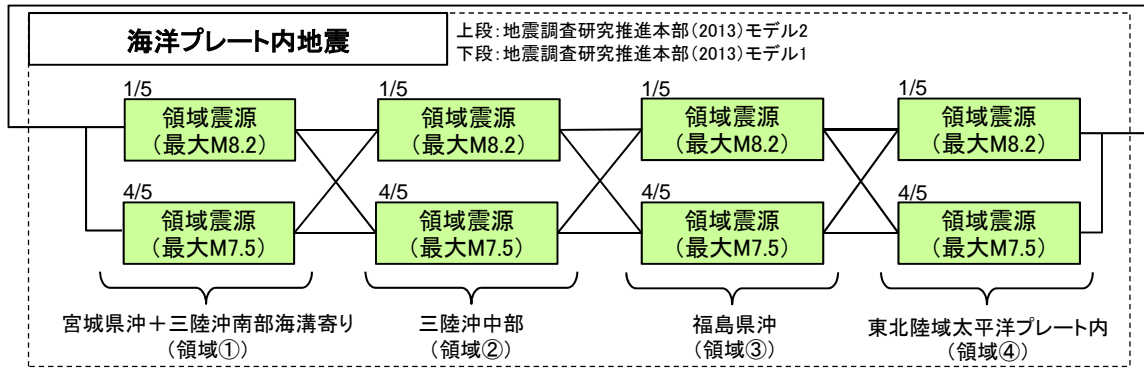 海洋プレート内地震
上段：地震調査研究推進本部（2013）モデル2
下段：地震調査研究推進本部（2013）モデル1
1/5
領域震源
（最大M8.2）
1/5
領域震源
（最大M8.2）
1/5
領域震源
（最大M8.2）
1/5
領域震源
（最大M8.2）
4/5
領域震源
（最大M7.5）
4/5
領域震源
（最大M7.5）
4/5
領域震源
（最大M7.5）
4/5
領域震源
（最大M7.5）
宮城県沖＋三陸沖南部海溝寄り
（領域①）
三陸沖中部
（領域②）
福島県沖
（領域③）
東北陸域太平洋プレート内
（領域④）